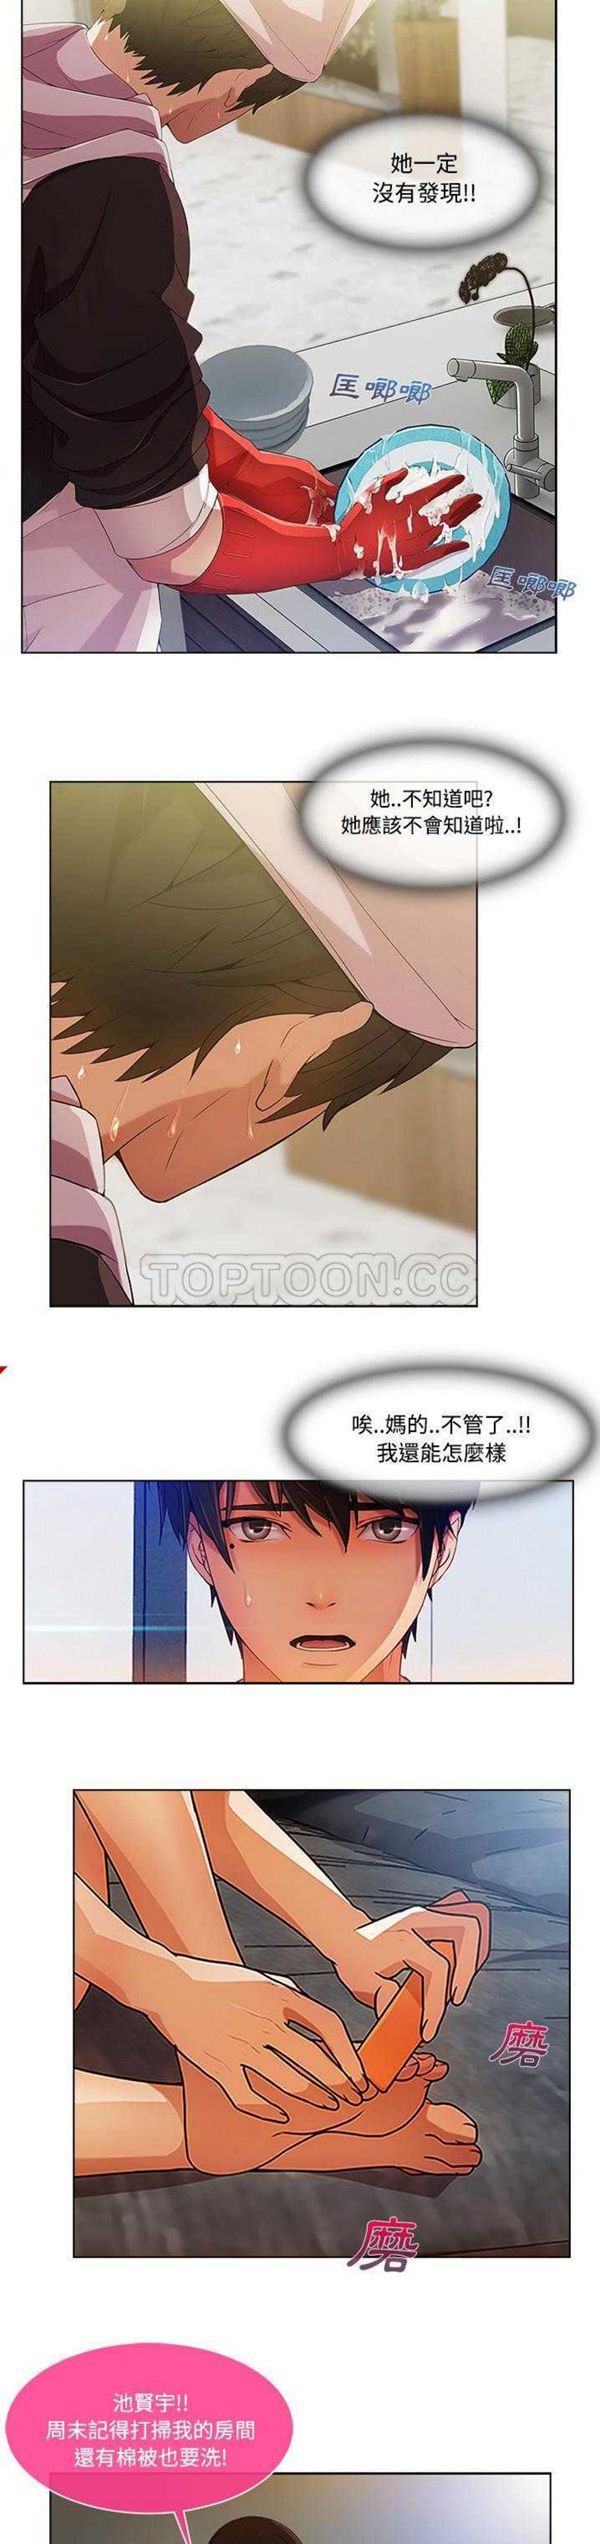 她一定
沒有發現!!
匡啷啷
匡啷啷
她..不知道吧?
她應該不會知道啦..!
TOPTOON.CC
唉..媽的..不管了..!!
我還能怎麼樣
磨
磨
池賢宇!!
周末記得打掃我的房間
還有棉被也要洗!